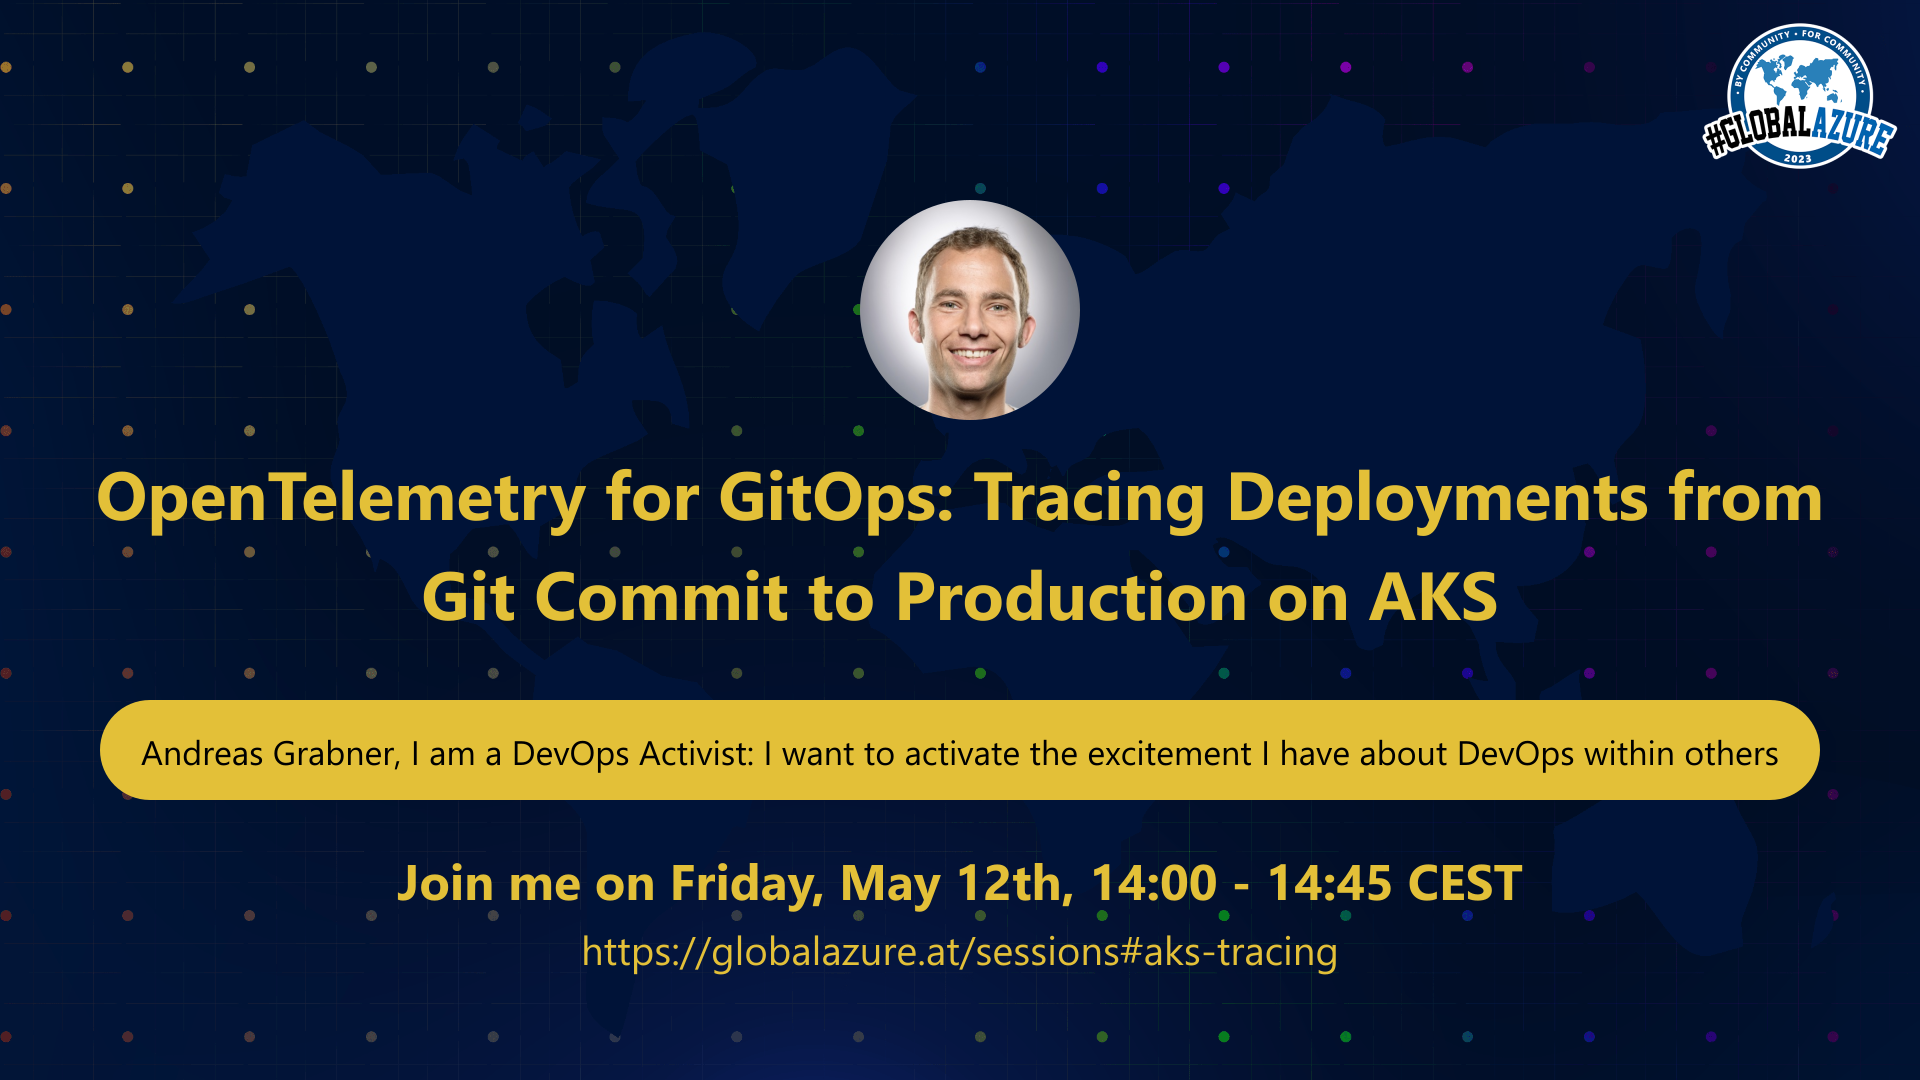 • BY COMMUNITY • FOR COMMUNITY •
#GLOBALAZURE
2023
OpenTelemetry for GitOps: Tracing Deployments from
Git Commit to Production on AKS
Andreas Grabner, I am a DevOps Activist: I want to activate the excitement I have about DevOps within others
Join me on Friday, May 12th, 14:00 - 14:45 CEST
https://globalazure.at/sessions#aks-tracing